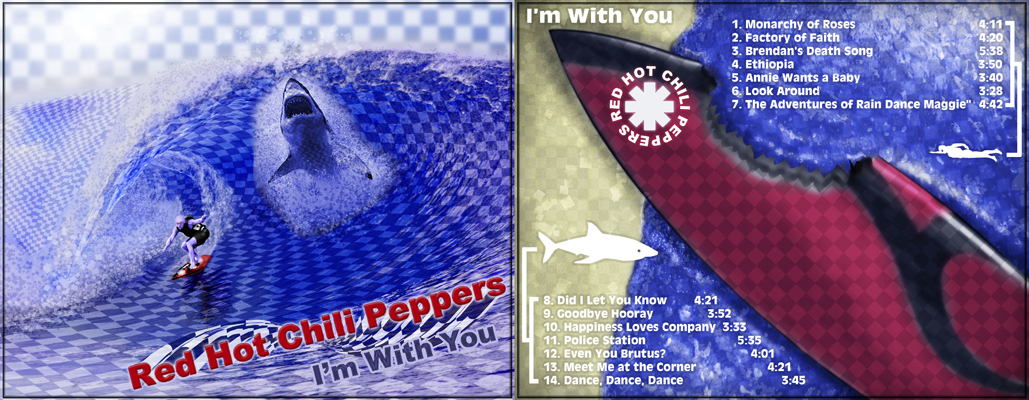 Red Hot Chili Peppers
I'm With You
I'm With You
1. Monarchy of Roses 4:11
2. Factory of Faith 4:20
3. Brendan's Death Song 5:38
4. Ethiopia 3:50
5. Annie Wants a Baby 3:40
6. Look Around 3:28
7. The Adventures of Rain Dance Maggie" 4:42
RED HOT CHILI PEPPERS
8. Did I Let You Know 4:21
9. Goodbye Hooray 3:52
10. Happiness Loves Company 3:33
11. Police Station 5:35
12. Even You Brutus? 4:01
13. Meet Me at the Corner 4:21
14. Dance, Dance, Dance 3:45